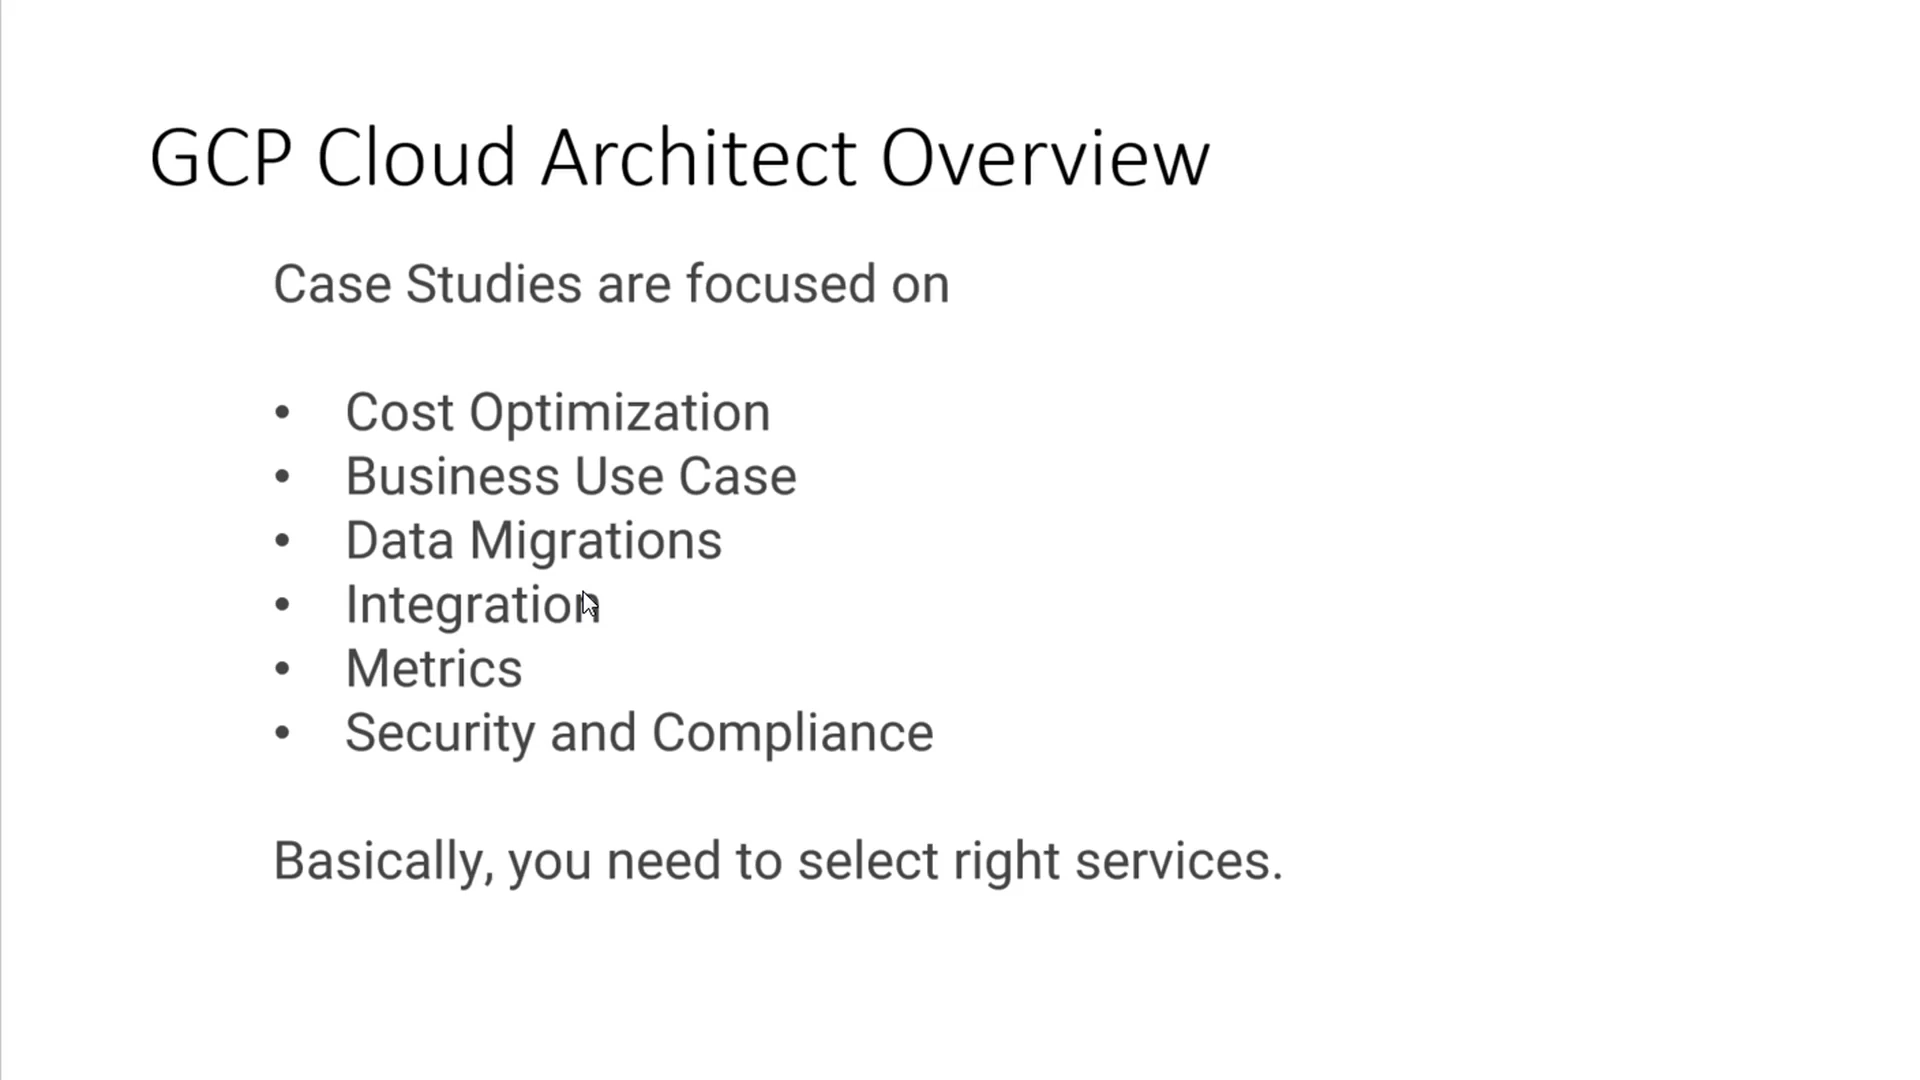 GCP Cloud Architect Overview
Case Studies are focused on
• Cost Optimization
• Business Use Case
• Data Migrations
• Integration
• Metrics
• Security and Compliance
Basically, you need to select right services.